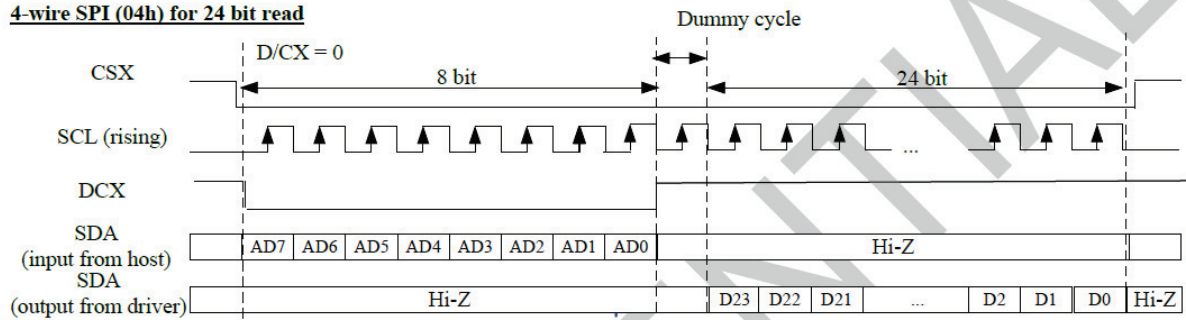 4-wire SPI (04h) for 24 bit read
Dummy cycle
D/CX = 0
CSX
8 bit
24 bit
SCL (rising)
...
DCX
SDA
(input from host)
AD7 AD6 AD5 AD4 AD3 AD2 AD1 AD0 Hi-Z
SDA
(output from driver)
Hi-Z D23 D22 D21 ... D2 D1 D0 Hi-Z
NTIAL